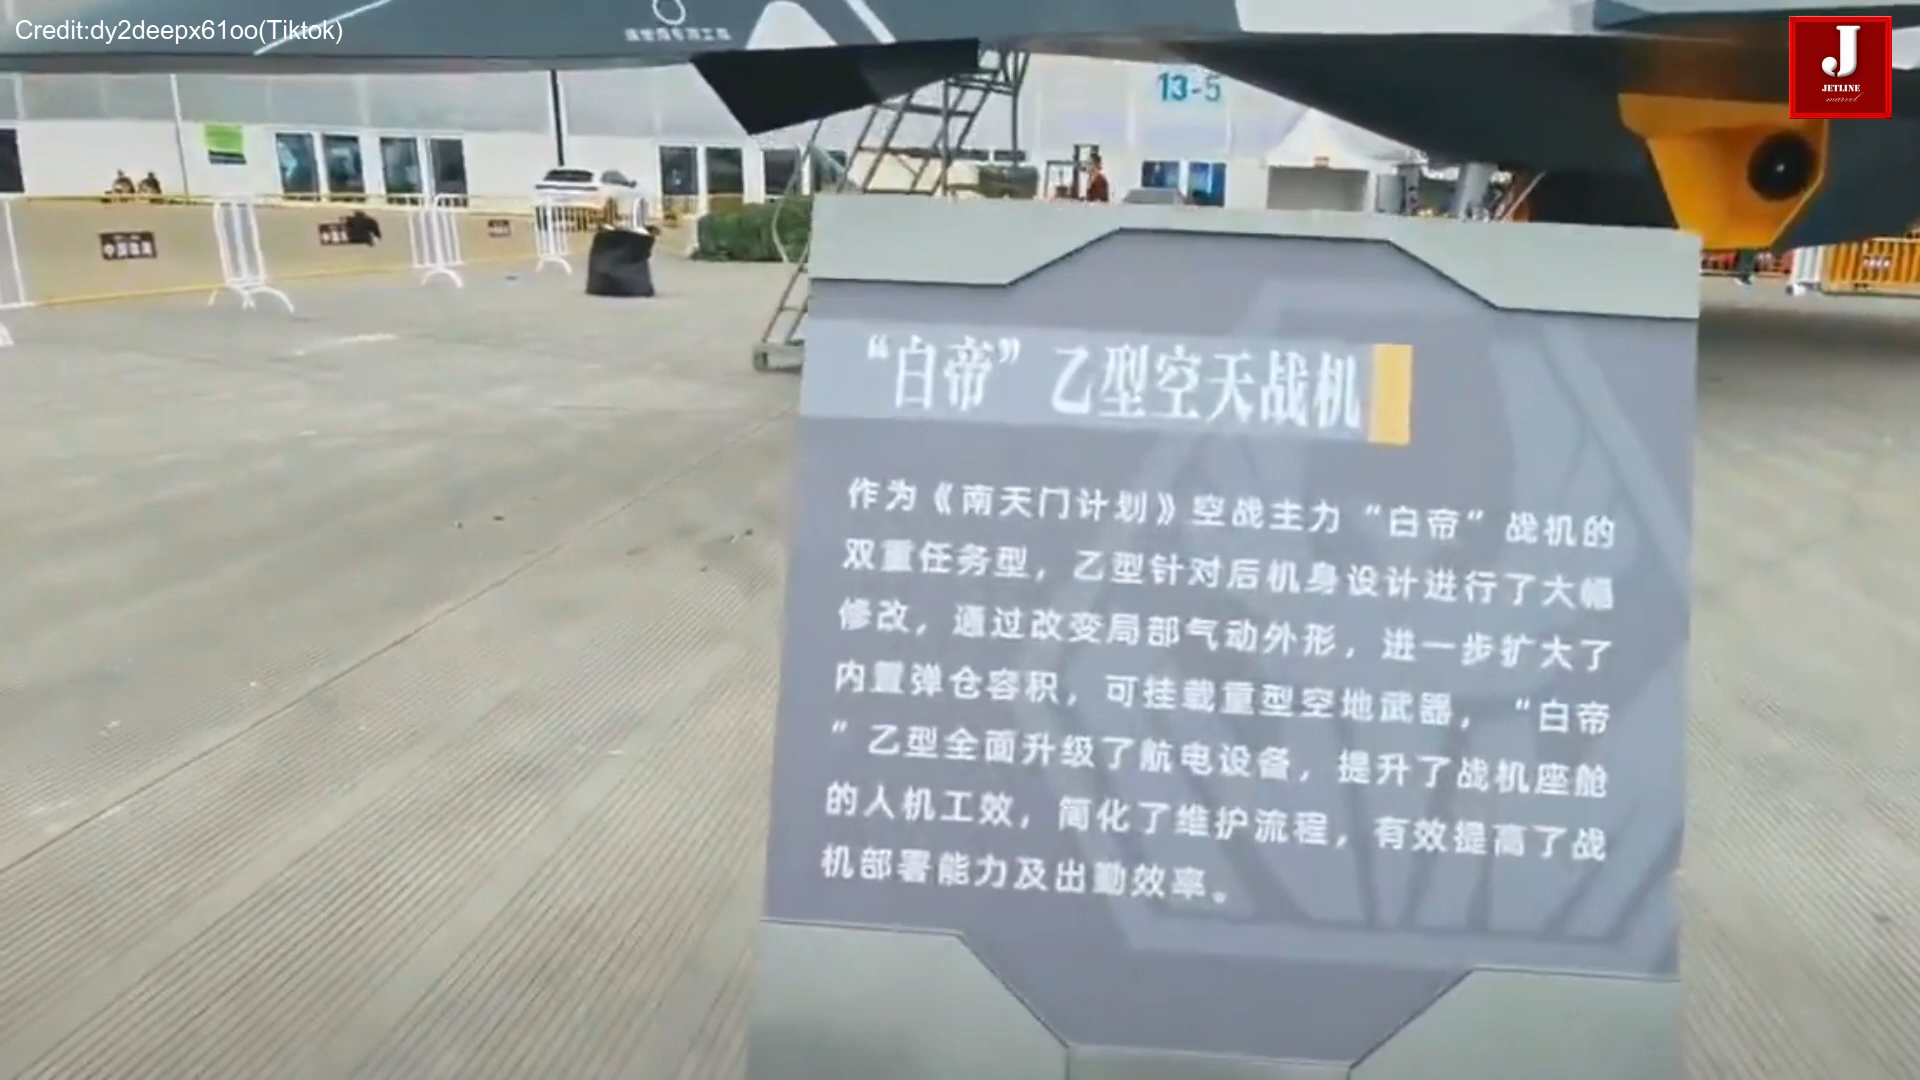 Credit:dy2deepx61oo(Tiktok)
J
JETLINE
marvel
13-5
“白帝”乙型空天战机
作为《南天门计划》空战主力“白帝”战机的
双重任务型，乙型针对后机身设计进行了大幅
修改，通过改变局部气动外形，进一步扩大了
内置弹仓容积，可挂载重型空地武器，“白帝
”乙型全面升级了航电设备，提升了战机座舱
的人机工效，简化了维护流程，有效提高了战
机部署能力及出勤效率。